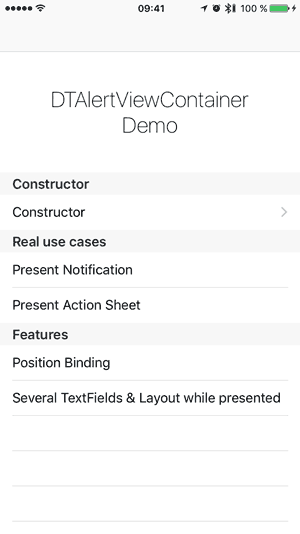 09:41
100 %
DTAlertViewContainer
Demo
Constructor
Constructor
Real use cases
Present Notification
Present Action Sheet
Features
Position Binding
Several TextFields & Layout while presented